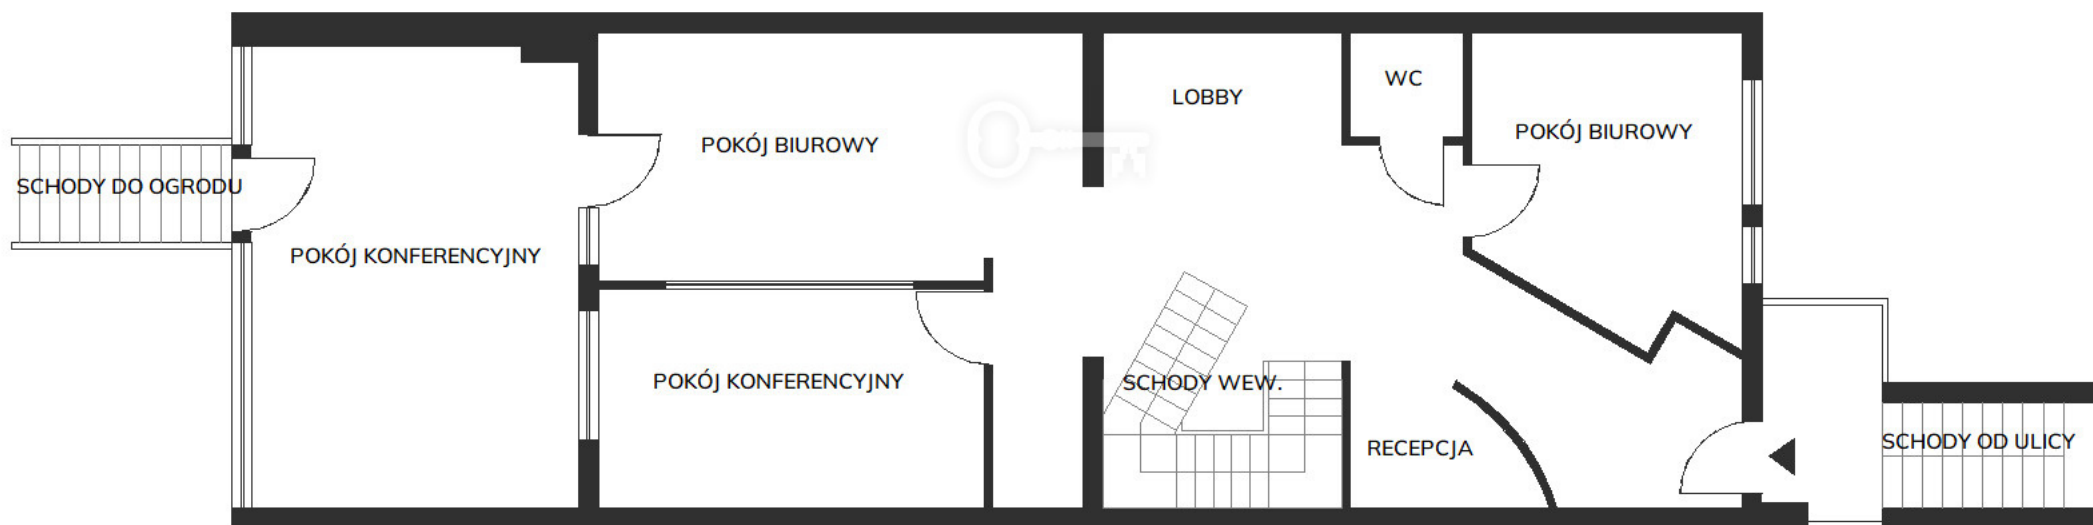 WC
LOBBY
POKÓJ BIUROWY
POKÓJ BIUROWY
SCHODY DO OGRODU
POKÓJ KONFERENCYJNY
POKÓJ KONFERENCYJNY
SCHODY WEW.
RECEPCJA
SCHODY OD ULICY